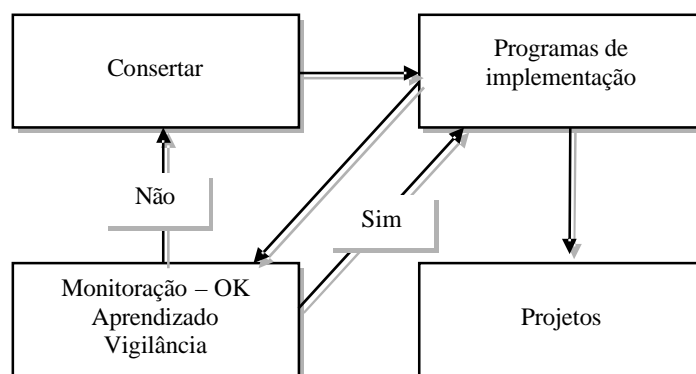 Consertar
Programas de
implementação
Não
Sim
Monitoração – OK
Aprendizado
Vigilância
Projetos